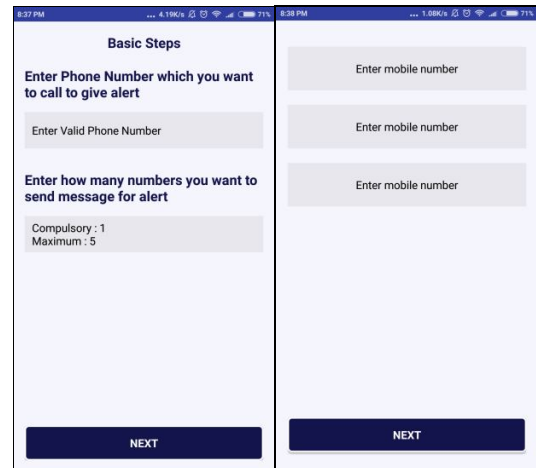 8:37 PM ... 4.19K/s 71%
Basic Steps
Enter Phone Number which you want
to call to give alert
Enter Valid Phone Number
Enter how many numbers you want to
send message for alert
Compulsory : 1
Maximum : 5
NEXT
8:38 PM ... 1.08K/s 71%
Enter mobile number
Enter mobile number
Enter mobile number
NEXT